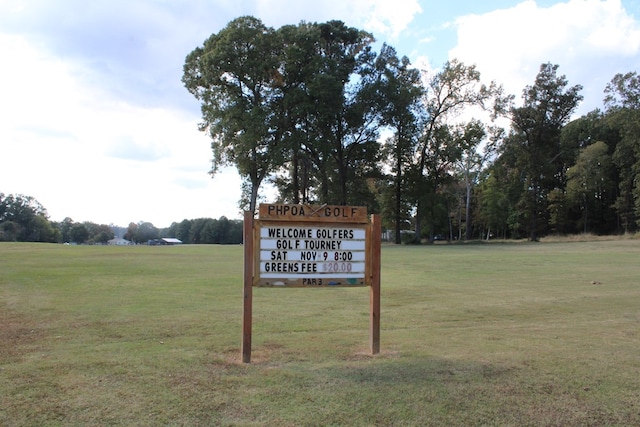 PHPOA GOLF
WELCOME GOLFERS
GOLF TOURNEY
SAT NOV 9 8:00
GREENS FEE $20.00
PAR 3